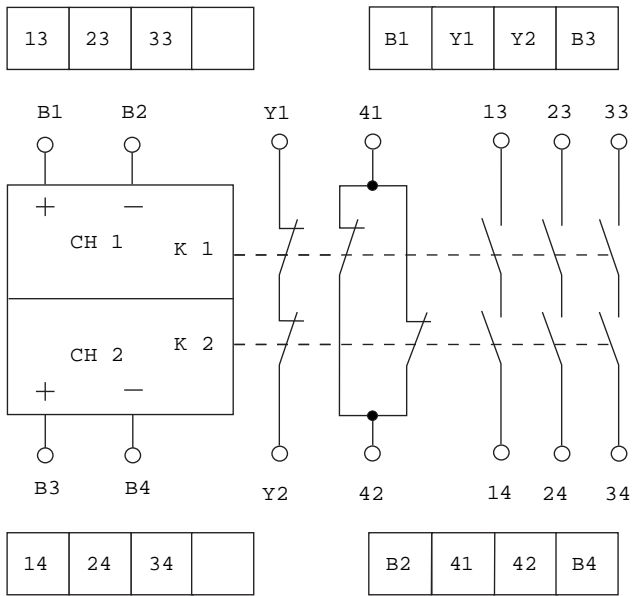 13 23 33 B1 Y1 Y2 B3
B1 B2 Y1 41 13 23 33
+ −
CH 1 K 1
CH 2 K 2
+ −
B3 B4 Y2 42 14 24 34
14 24 34 B2 41 42 B4